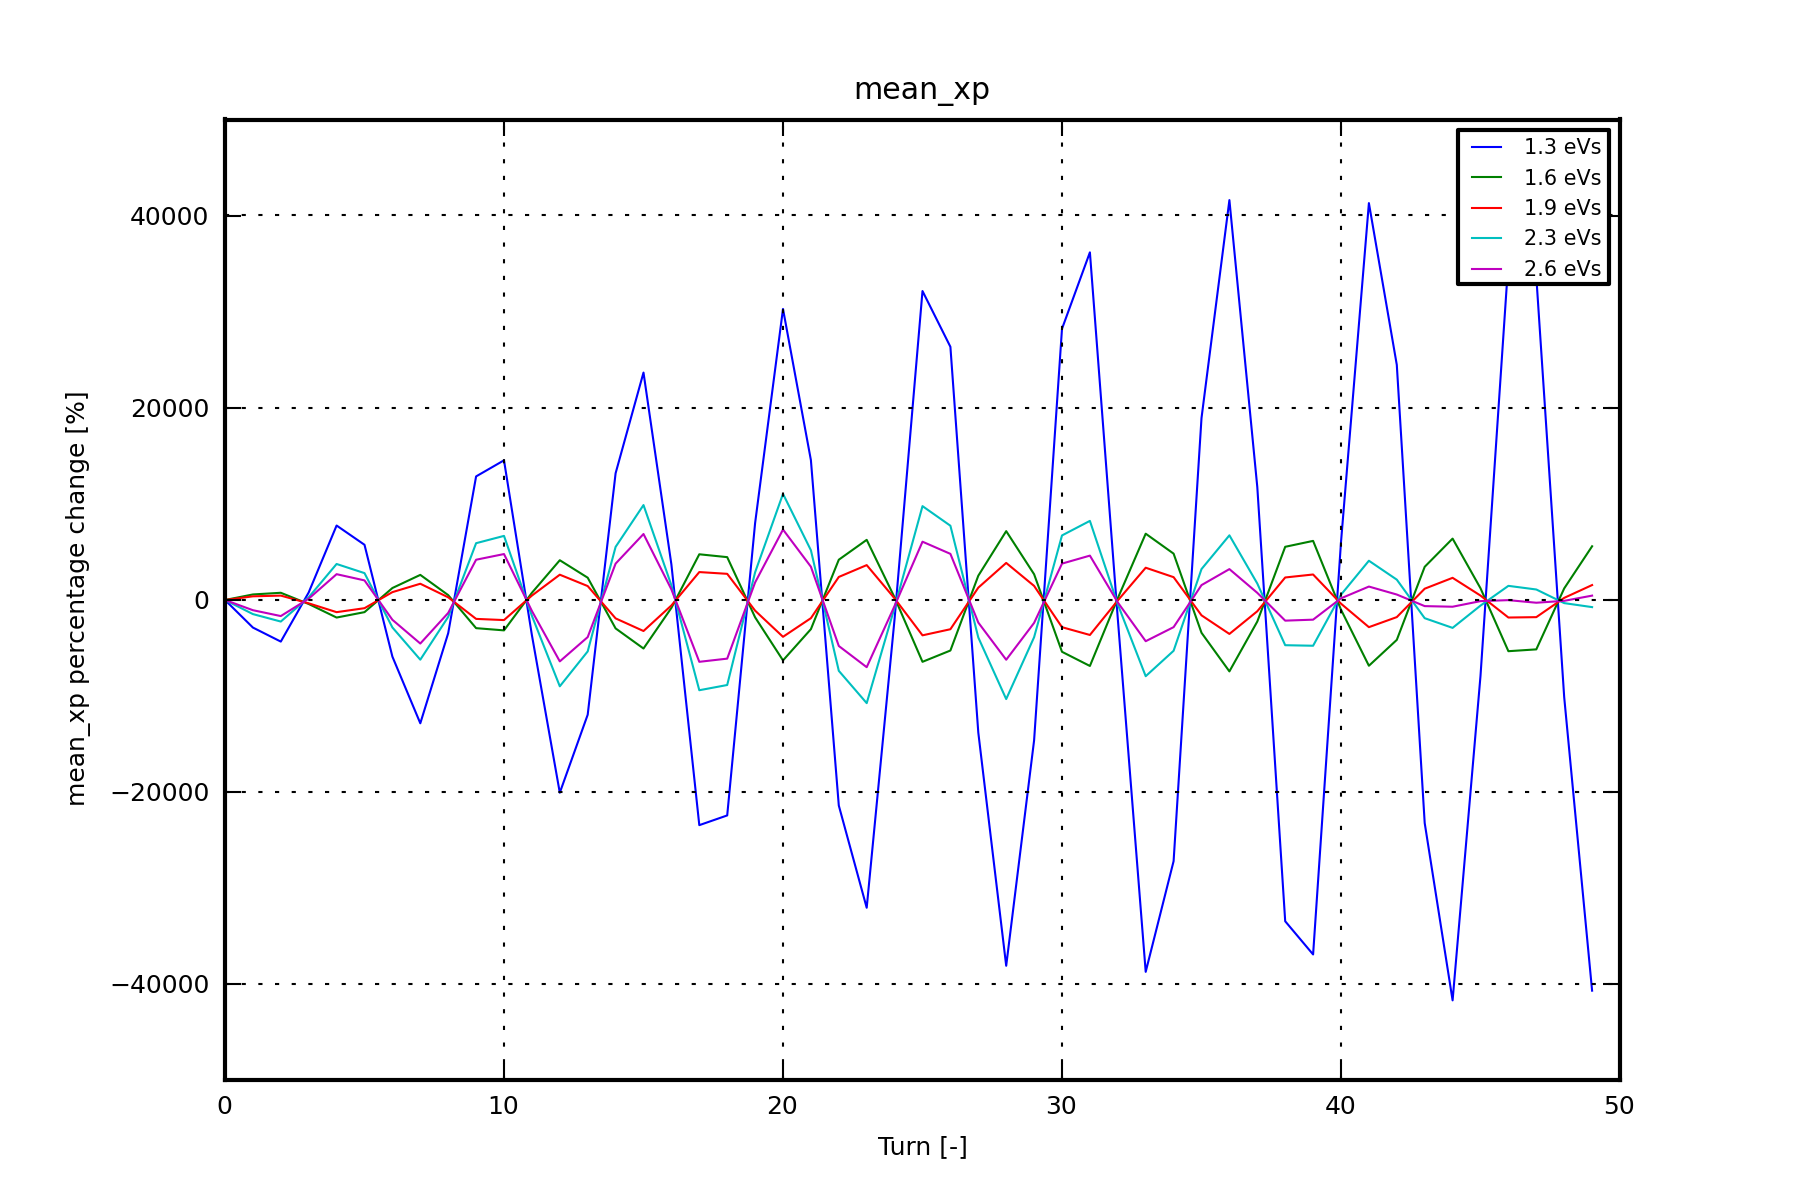 mean_xp
1.3 eVs
1.6 eVs
1.9 eVs
2.3 eVs
2.6 eVs
mean_xp percentage change [%]
40000
20000
0
−20000
−40000
0 10 20 30 40 50
Turn [-]